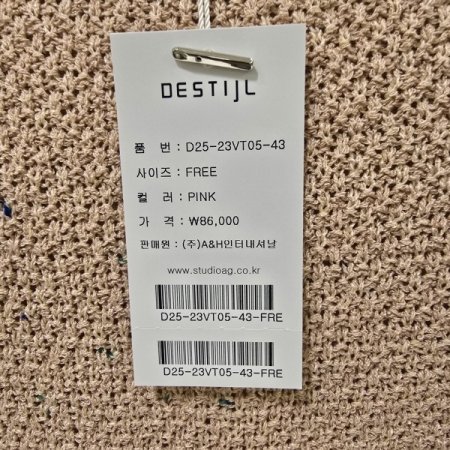 DESTIJL
품 번 : D25-23VT05-43
사이즈 : FREE
컬 러 : PINK
가 격 : ₩86,000
판매원 : (주)A&H인터내셔날
www.studioag.co.kr
D25-23VT05-43-FRE
D25-23VT05-43-FRE